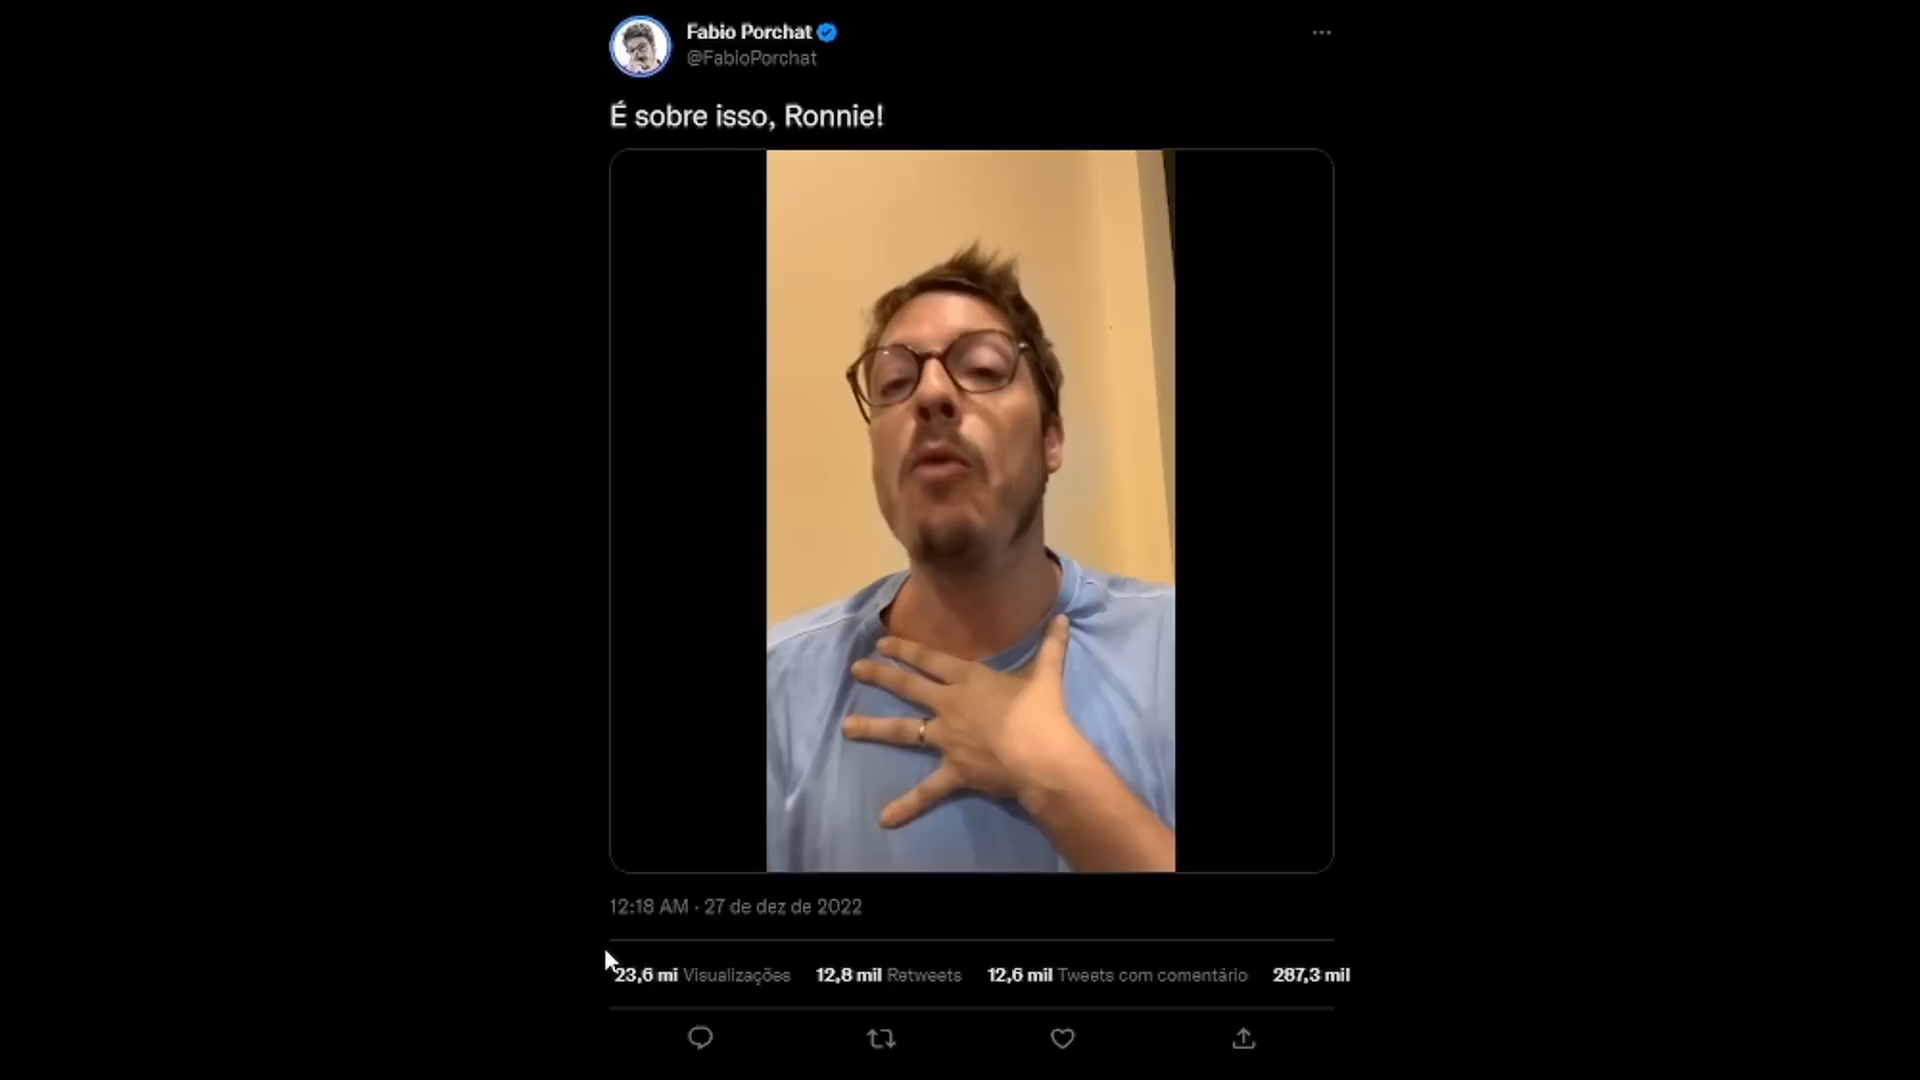 Fabio Porchat
@FabioPorchat
É sobre isso, Ronnie!
12:18 AM · 27 de dez de 2022
23,6 mi Visualizações 12,8 mil Retweets 12,6 mil Tweets com comentário 287,3 mil